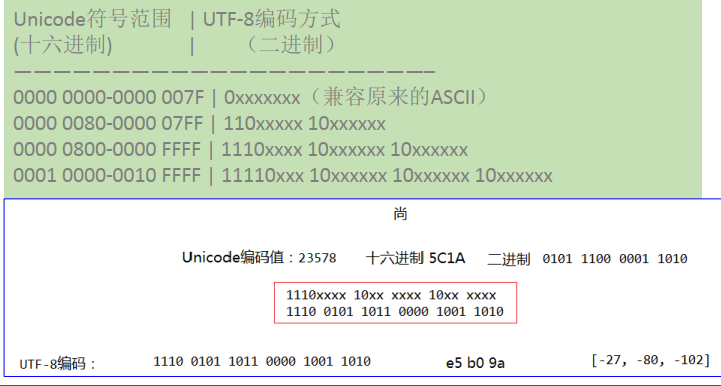 Unicode符号范围 | UTF-8编码方式
(十六进制) | （二进制）
—————————————————————————–
0000 0000-0000 007F | 0xxxxxxx（兼容原来的ASCII）
0000 0080-0000 07FF | 110xxxxx 10xxxxxx
0000 0800-0000 FFFF | 1110xxxx 10xxxxxx 10xxxxxx
0001 0000-0010 FFFF | 11110xxx 10xxxxxx 10xxxxxx 10xxxxxx
尚
Unicode编码值：23578 十六进制 5C1A 二进制 0101 1100 0001 1010
1110xxxx 10xx xxxx 10xx xxxx
1110 0101 1011 0000 1001 1010
UTF-8编码： 1110 0101 1011 0000 1001 1010 e5 b0 9a [-27, -80, -102]